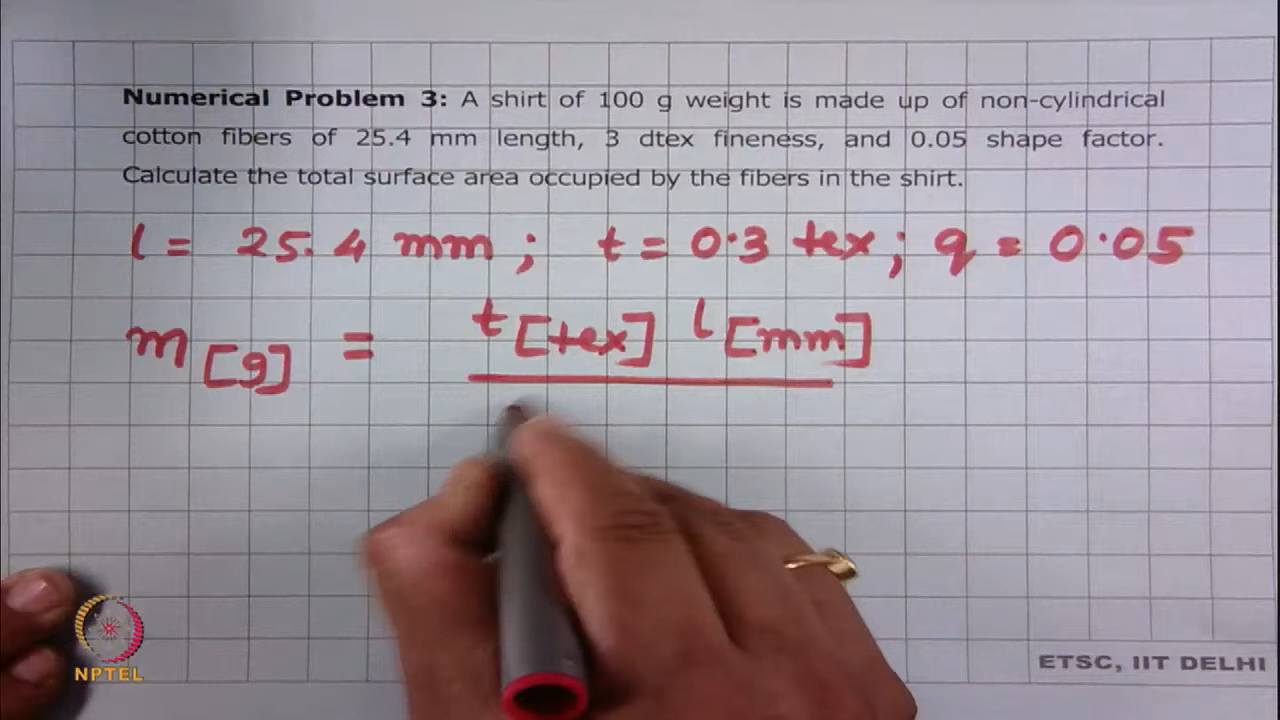 Numerical Problem 3: A shirt of 100 g weight is made up of non-cylindrical
cotton fibers of 25.4 mm length, 3 dtex fineness, and 0.05 shape factor.
Calculate the total surface area occupied by the fibers in the shirt.
l = 25.4 mm ; t = 0.3 tex ; q = 0.05
m [g] = t [tex] l [mm]
NPTEL
ETSC, IIT DELHI